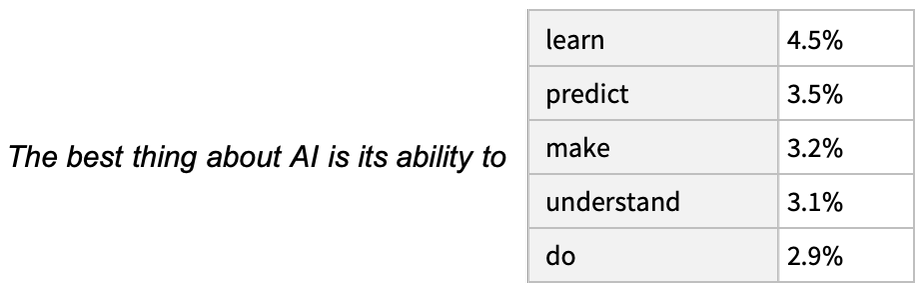 The best thing about AI is its ability to
learn 4.5%
predict 3.5%
make 3.2%
understand 3.1%
do 2.9%